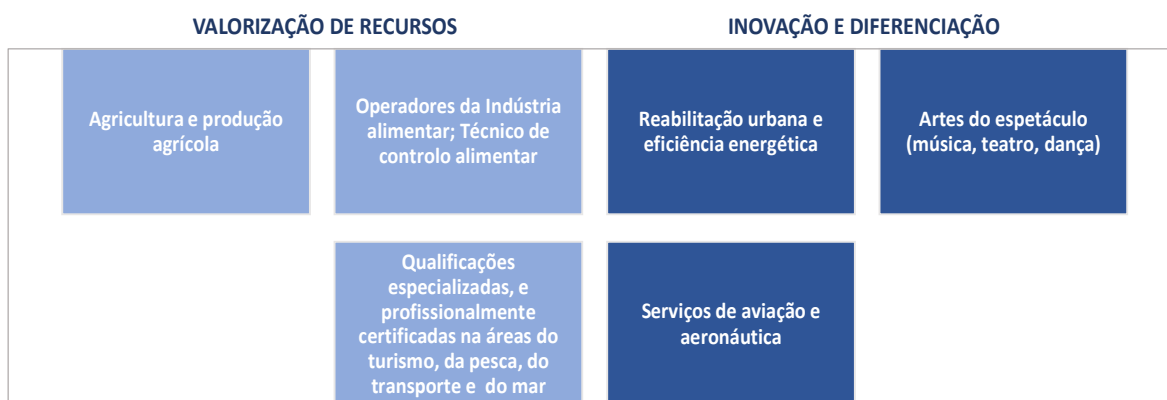 VALORIZAÇÃO DE RECURSOS
INOVAÇÃO E DIFERENCIAÇÃO
Agricultura e produção
agrícola
Operadores da Indústria
alimentar; Técnico de
controlo alimentar
Reabilitação urbana e
eficiência energética
Artes do espetáculo
(música, teatro, dança)
Qualificações
especializadas, e
profissionalmente
certificadas na áreas do
turismo, da pesca, do
transporte e do mar
Serviços de aviação e
aeronáutica